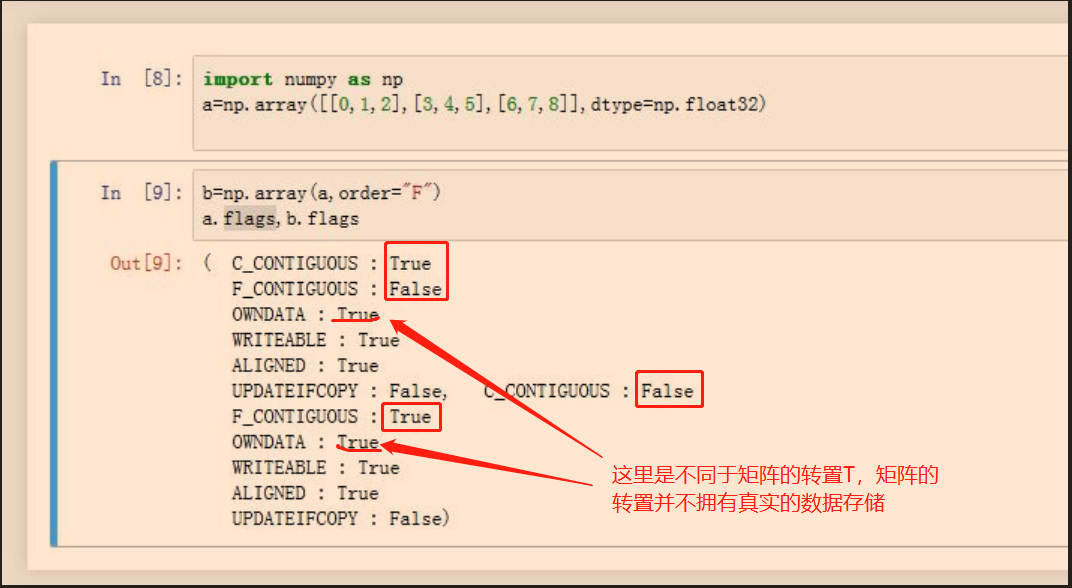 In [8]: import numpy as np
a=np.array([[0,1,2],[3,4,5],[6,7,8]],dtype=np.float32)
In [9]: b=np.array(a,order="F")
a.flags,b.flags
Out[9]: (  C_CONTIGUOUS : True
F_CONTIGUOUS : False
OWNDATA : True
WRITEABLE : True
ALIGNED : True
UPDATEIFCOPY : False,   C_CONTIGUOUS : False
F_CONTIGUOUS : True
OWNDATA : True
WRITEABLE : True
ALIGNED : True
UPDATEIFCOPY : False)
这里是不同于矩阵的转置T，矩阵的
转置并不拥有真实的数据存储